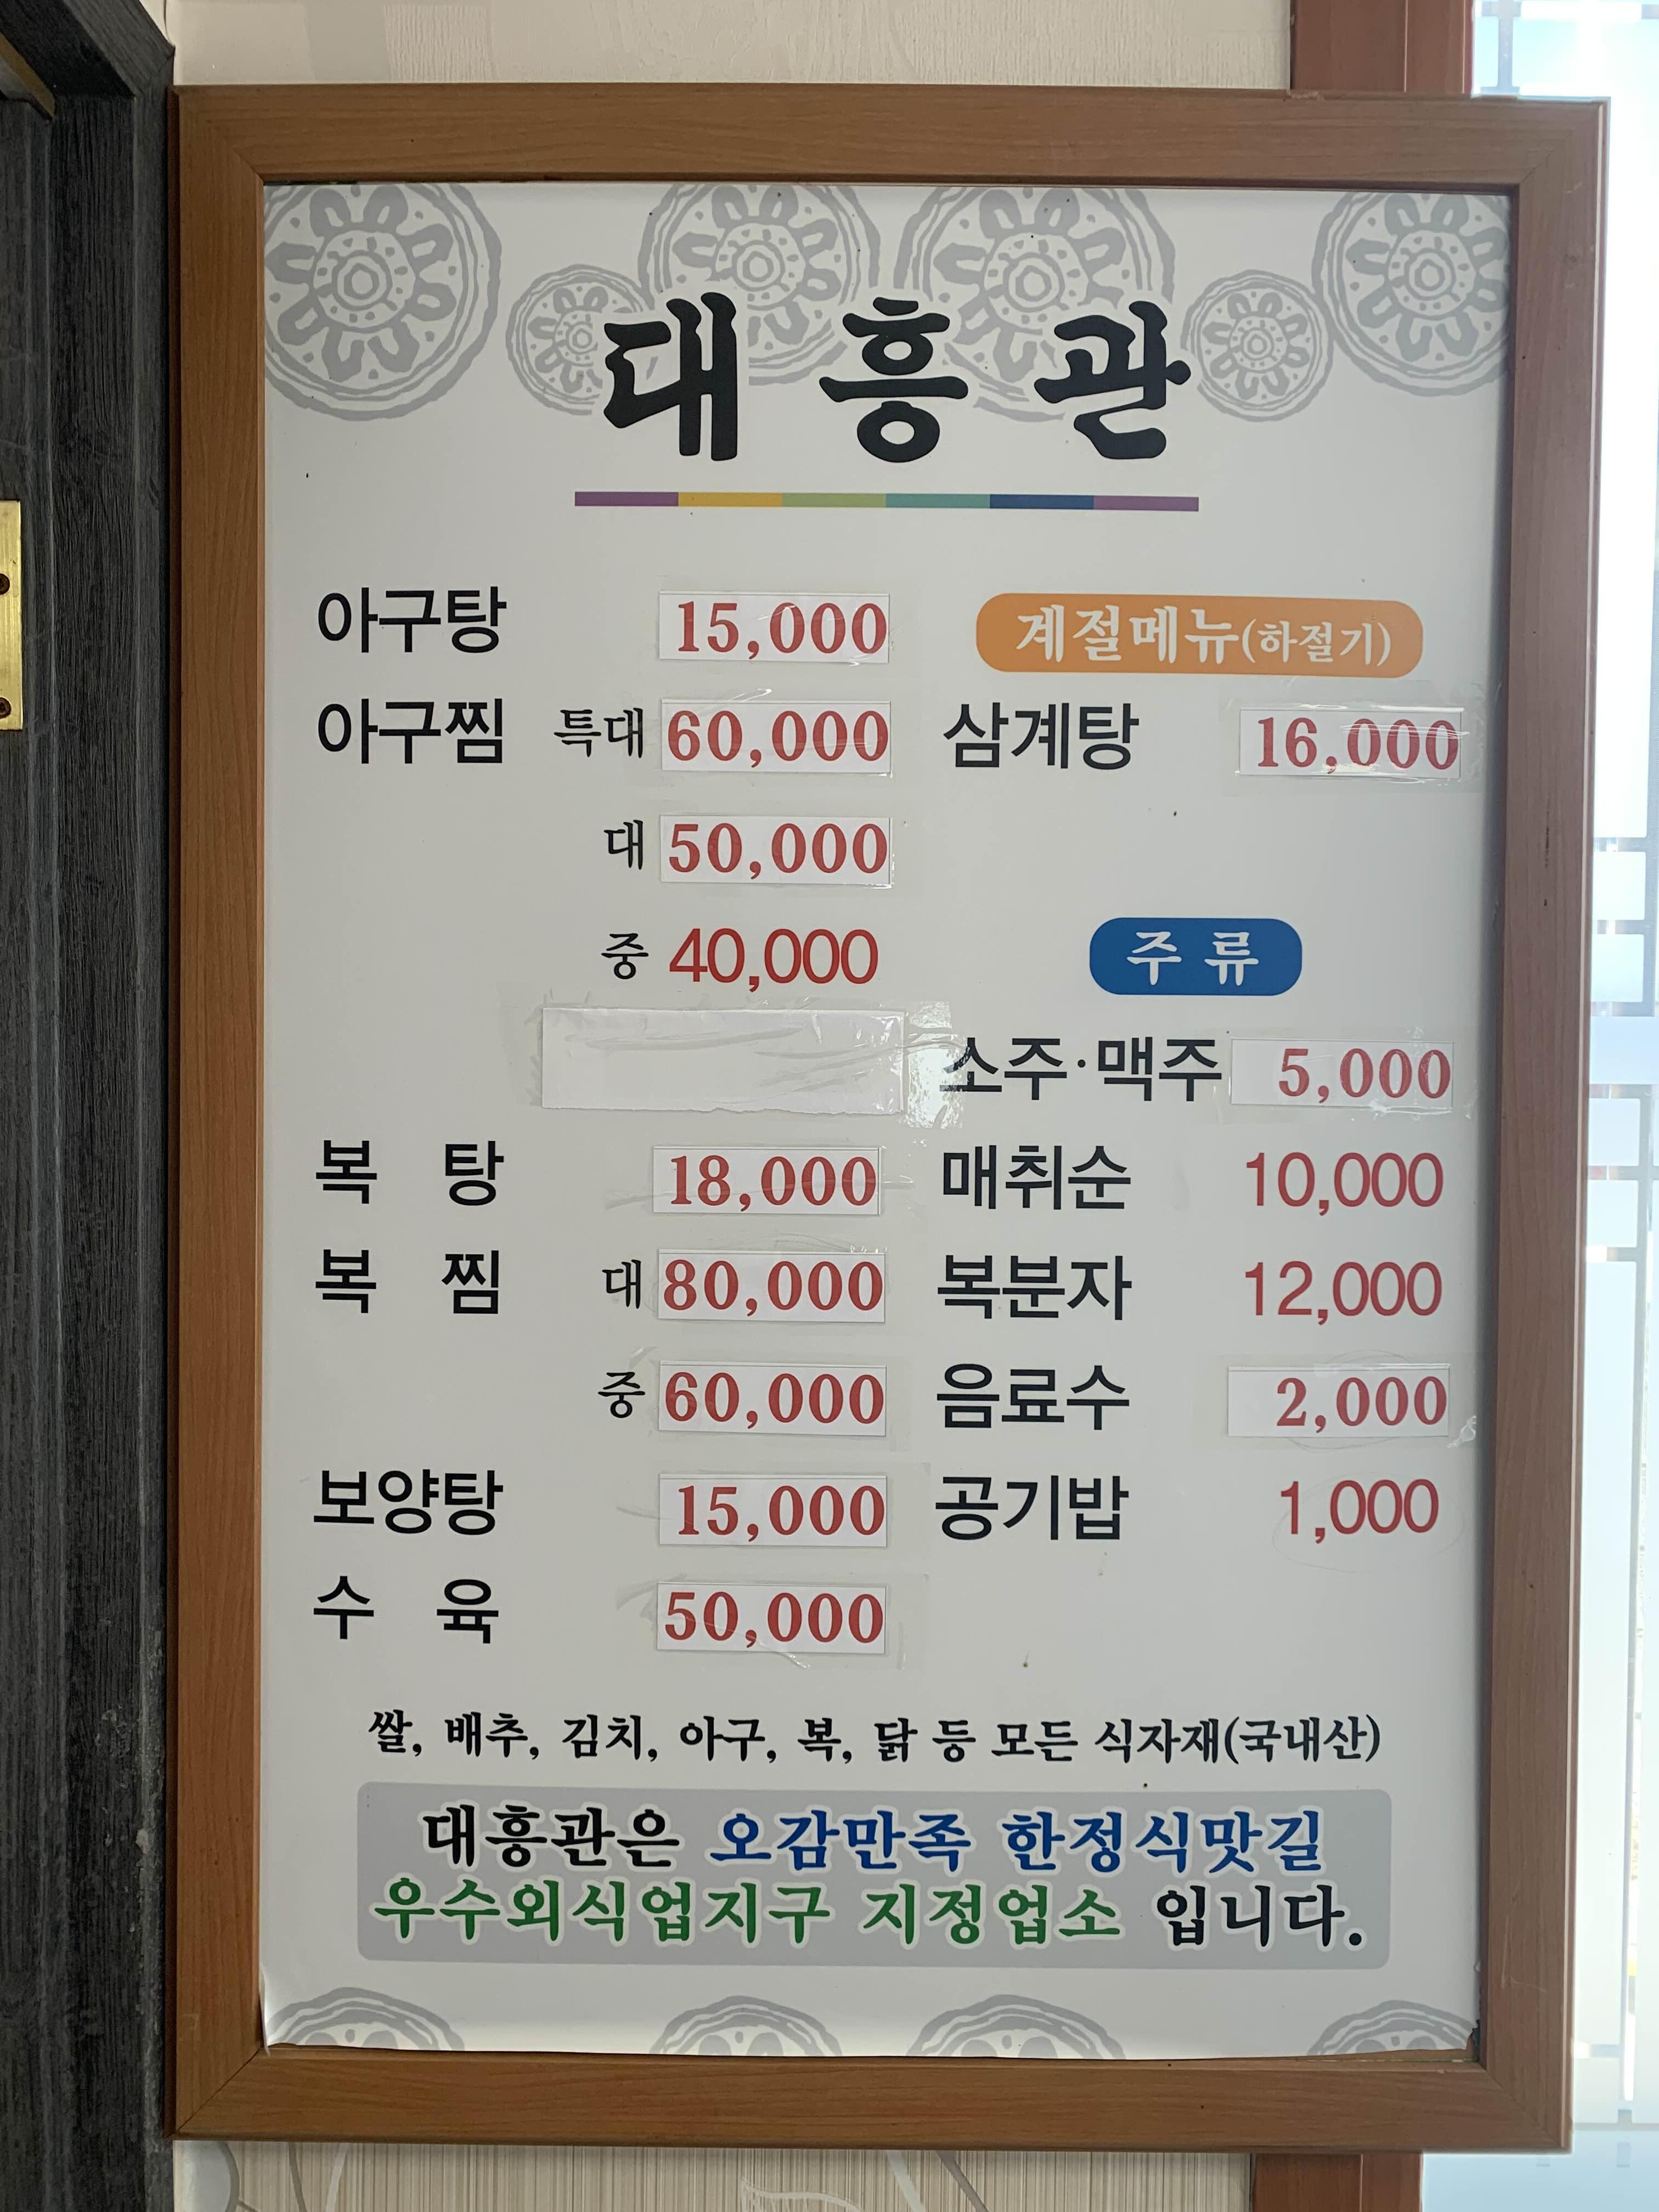 대흥관
아구탕 15,000
아구찜 특대 60,000
대 50,000
중 40,000
복 탕 18,000
복 찜 대 80,000
중 60,000
보양탕 15,000
수 육 50,000
계절메뉴(하절기)
삼계탕 16,000
주 류
소주·맥주 5,000
매취순 10,000
복분자 12,000
음료수 2,000
공기밥 1,000
쌀, 배추, 김치, 아구, 복, 닭 등 모든 식자재(국내산)
대흥관은 오감만족 한정식맛길
우수외식업지구 지정업소 입니다.